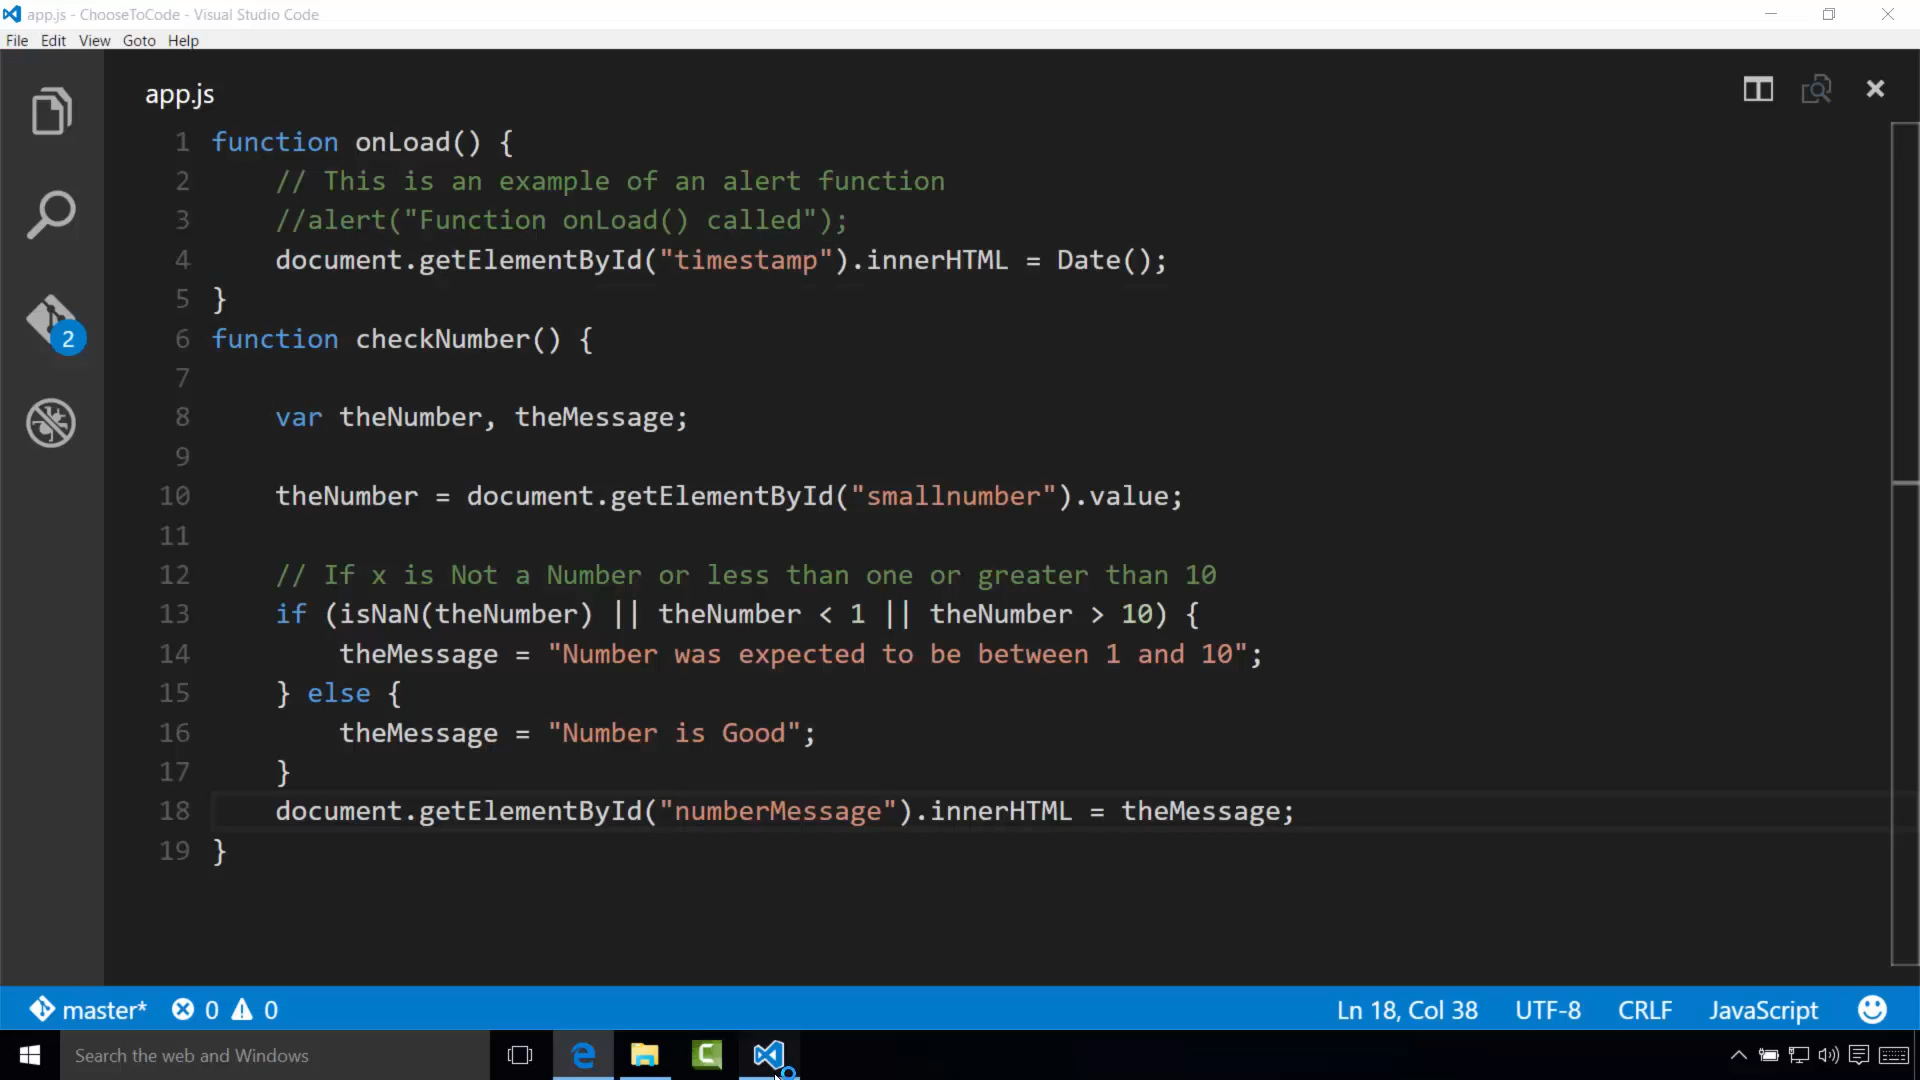 app.js - ChooseToCode - Visual Studio Code
File Edit View Goto Help
app.js
1 function onLoad() {
2     // This is an example of an alert function
3     //alert("Function onLoad() called");
4     document.getElementById("timestamp").innerHTML = Date();
5 }
6 function checkNumber() {
7
8     var theNumber, theMessage;
9
10     theNumber = document.getElementById("smallnumber").value;
11
12     // If x is Not a Number or less than one or greater than 10
13     if (isNaN(theNumber) || theNumber < 1 || theNumber > 10) {
14         theMessage = "Number was expected to be between 1 and 10";
15     } else {
16         theMessage = "Number is Good";
17     }
18     document.getElementById("numberMessage").innerHTML = theMessage;
19 }
2
master* 0 0 Ln 18, Col 38 UTF-8 CRLF JavaScript
Search the web and Windows